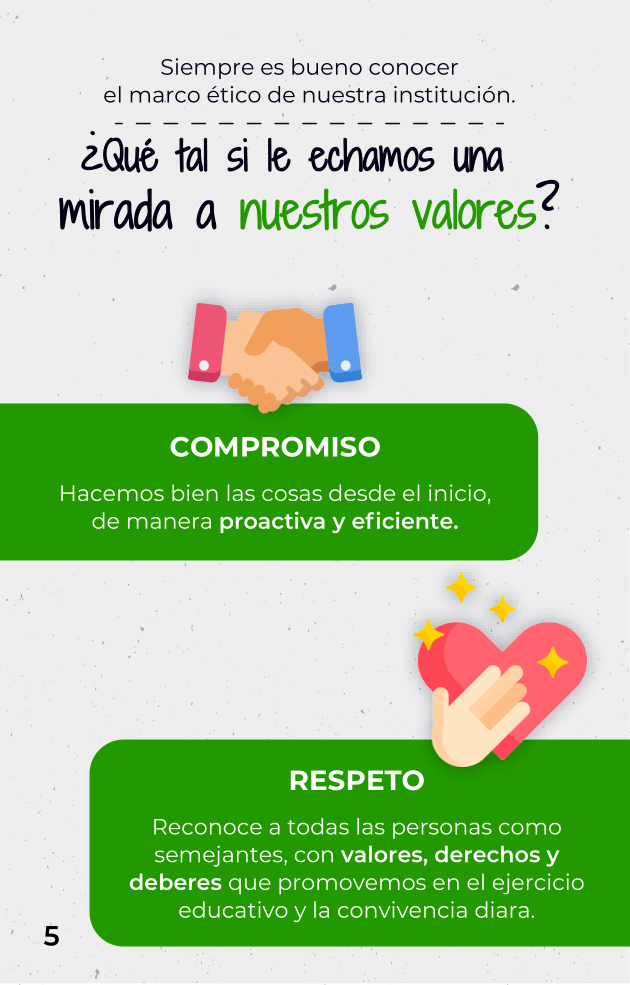 Siempre es bueno conocer
el marco ético de nuestra institución.
¿Qué tal si le echamos una
mirada a nuestros valores?
COMPROMISO
Hacemos bien las cosas desde el inicio,
de manera proactiva y eficiente.
RESPETO
Reconoce a todas las personas como
semejantes, con valores, derechos y
deberes que promovemos en el ejercicio
educativo y la convivencia diara.
5